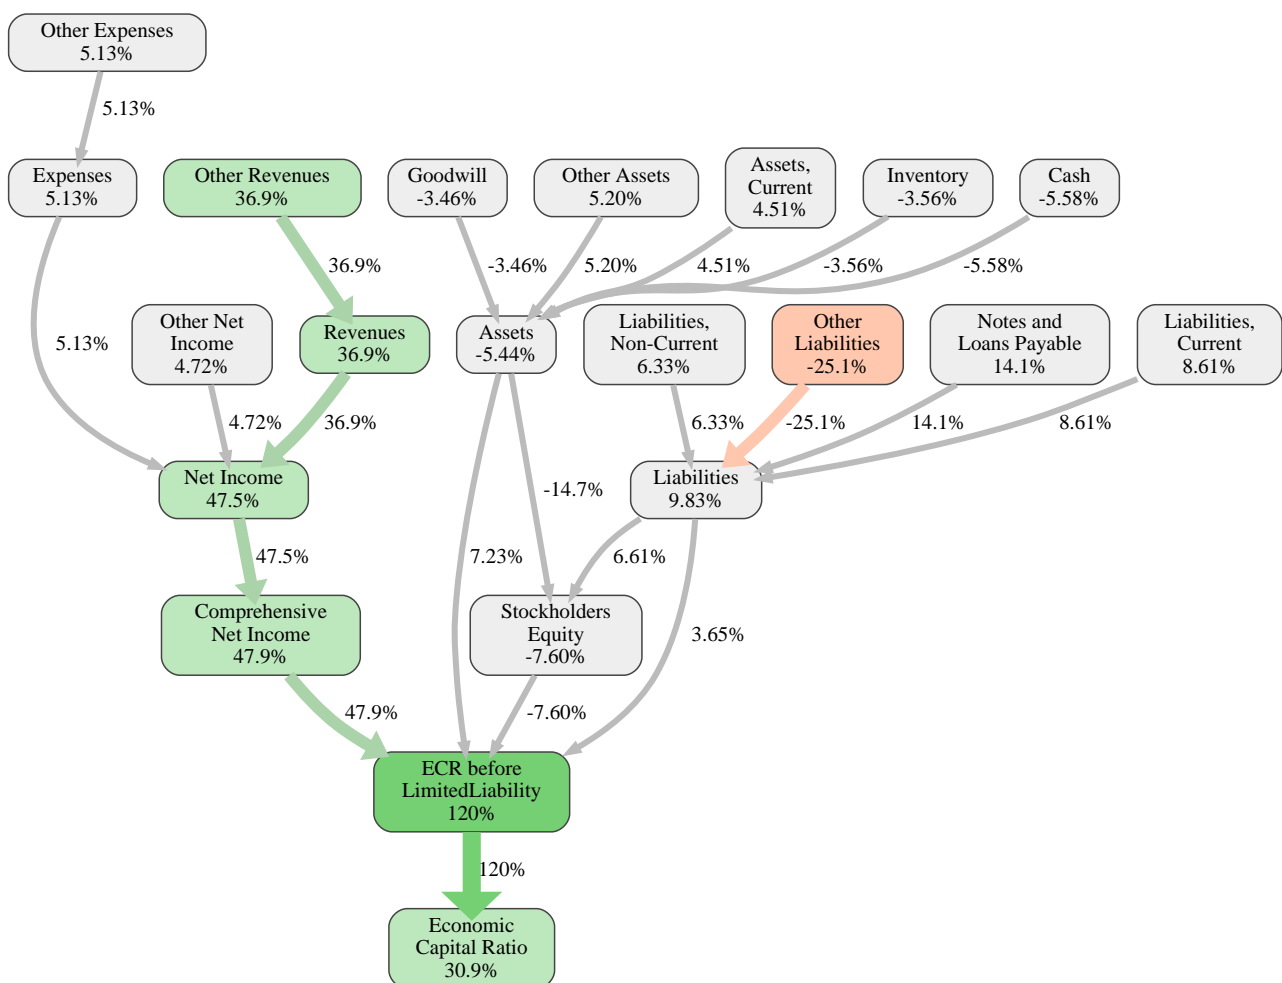 Other Expenses
5.13%
5.13%
Expenses
5.13%
Other Revenues
36.9%
Goodwill
-3.46%
Other Assets
5.20%
Assets,
Current
4.51%
Inventory
-3.56%
Cash
-5.58%
36.9%
-3.46%
5.20%
4.51%
-3.56%
-5.58%
5.13%
Other Net
Income
4.72%
Revenues
36.9%
Assets
-5.44%
Liabilities,
Non-Current
6.33%
Other
Liabilities
-25.1%
Notes and
Loans Payable
14.1%
Liabilities,
Current
8.61%
4.72%
36.9%
6.33%
-25.1%
14.1%
8.61%
Net Income
47.5%
-14.7%
Liabilities
9.83%
47.5%
7.23%
6.61%
Comprehensive
Net Income
47.9%
Stockholders
Equity
-7.60%
3.65%
47.9%
-7.60%
ECR before
LimitedLiability
120%
120%
Economic
Capital Ratio
30.9%